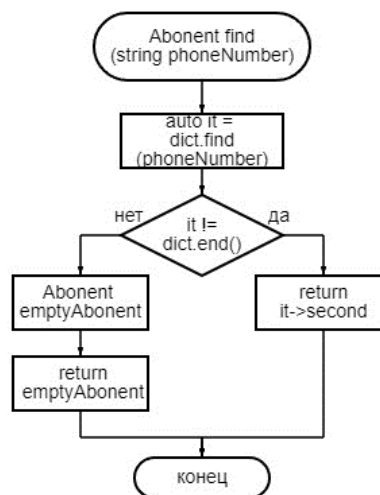 Abonent find
(string phoneNumber)
auto it =
dict.find
(phoneNumber)
нет
да
it !=
dict.end()
Abonent
emptyAbonent
return
it->second
return
emptyAbonent
конец